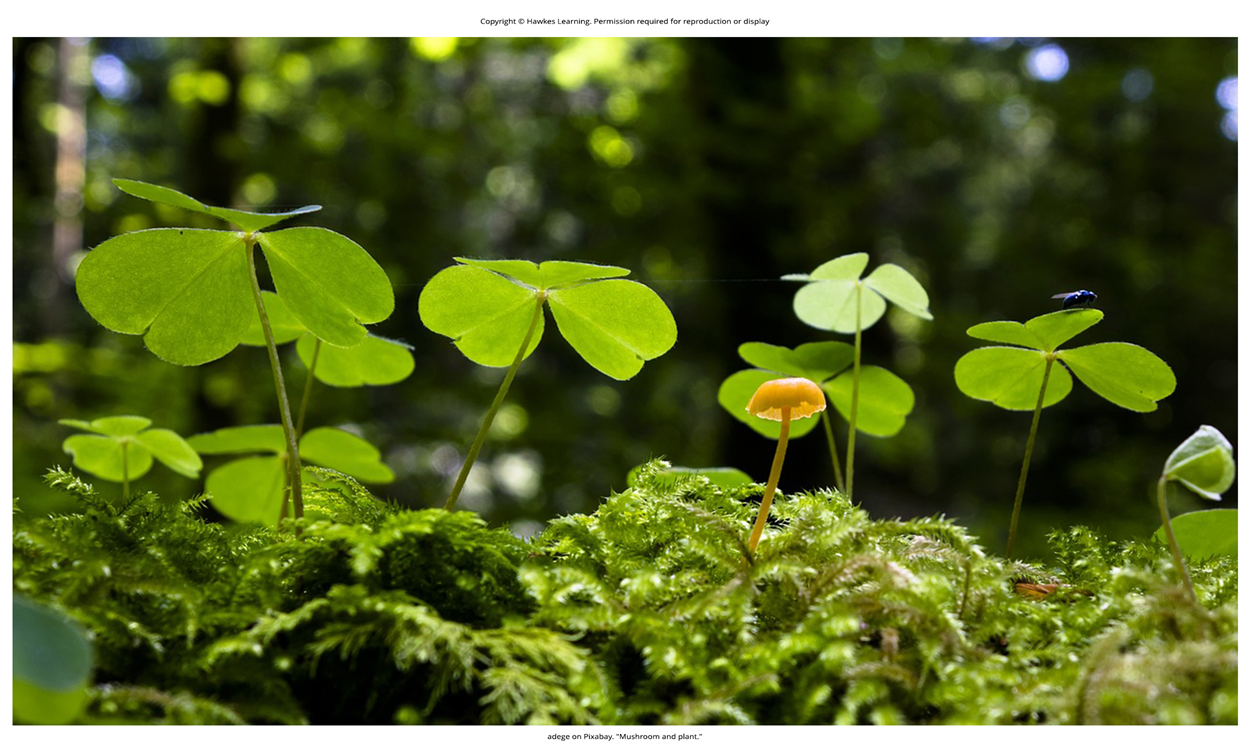 Copyright © Hawkes Learning. Permission required for reproduction or display
adege on Pixabay. "Mushroom and plant."